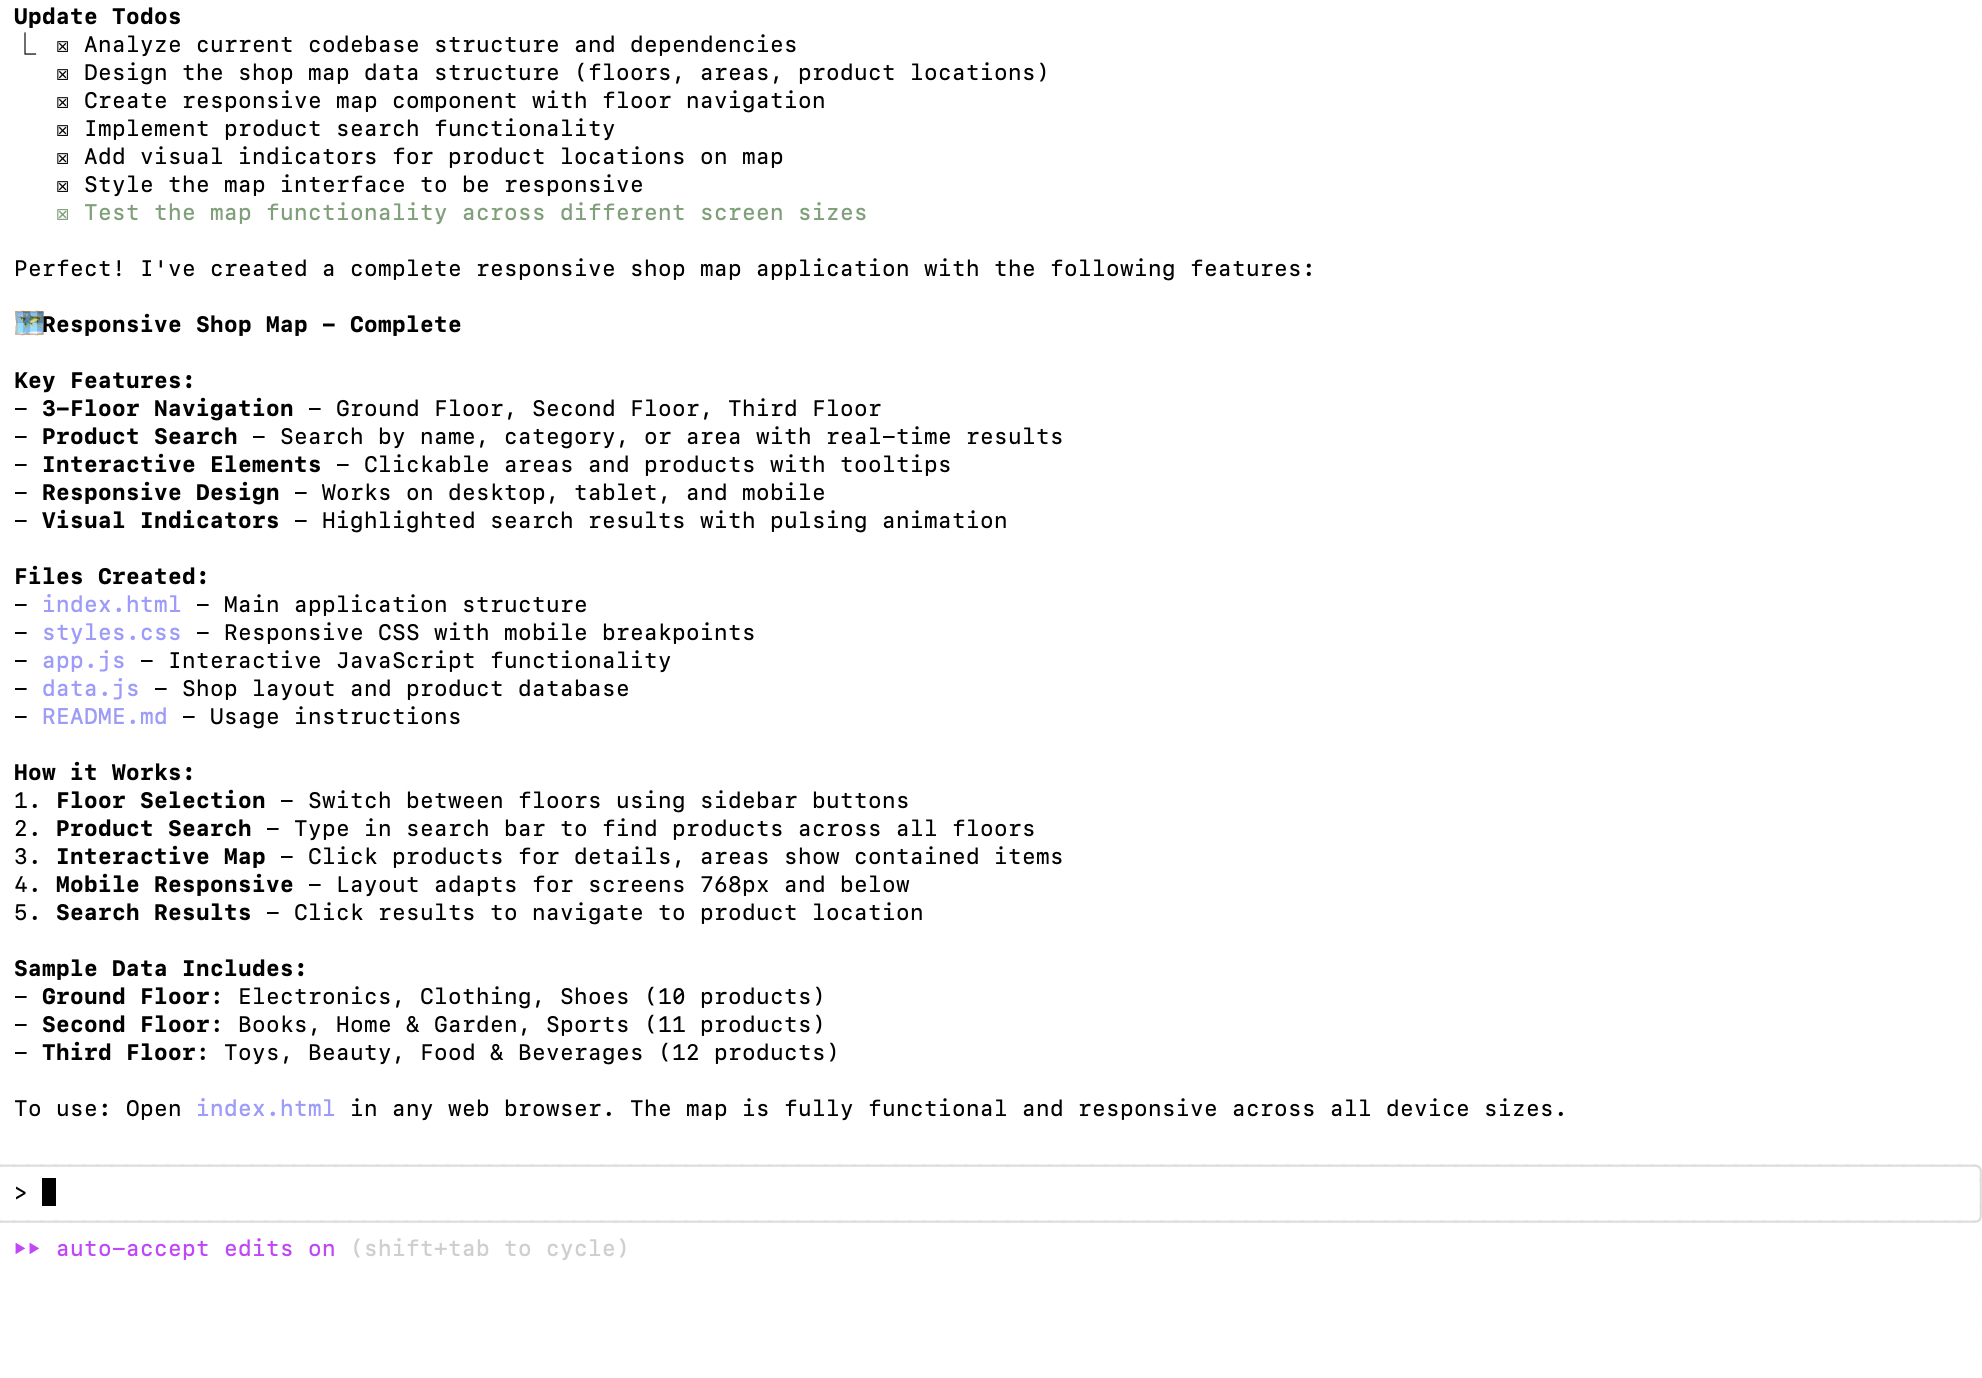 Update Todos
⎿ ☒ Analyze current codebase structure and dependencies
☒ Design the shop map data structure (floors, areas, product locations)
☒ Create responsive map component with floor navigation
☒ Implement product search functionality
☒ Add visual indicators for product locations on map
☒ Style the map interface to be responsive
☒ Test the map functionality across different screen sizes
Perfect! I've created a complete responsive shop map application with the following features:
🗺️Responsive Shop Map - Complete
Key Features:
- 3-Floor Navigation - Ground Floor, Second Floor, Third Floor
- Product Search - Search by name, category, or area with real-time results
- Interactive Elements - Clickable areas and products with tooltips
- Responsive Design - Works on desktop, tablet, and mobile
- Visual Indicators - Highlighted search results with pulsing animation
Files Created:
- index.html - Main application structure
- styles.css - Responsive CSS with mobile breakpoints
- app.js - Interactive JavaScript functionality
- data.js - Shop layout and product database
- README.md - Usage instructions
How it Works:
1. Floor Selection - Switch between floors using sidebar buttons
2. Product Search - Type in search bar to find products across all floors
3. Interactive Map - Click products for details, areas show contained items
4. Mobile Responsive - Layout adapts for screens 768px and below
5. Search Results - Click results to navigate to product location
Sample Data Includes:
- Ground Floor: Electronics, Clothing, Shoes (10 products)
- Second Floor: Books, Home & Garden, Sports (11 products)
- Third Floor: Toys, Beauty, Food & Beverages (12 products)
To use: Open index.html in any web browser. The map is fully functional and responsive across all device sizes.
>
⏵⏵ auto-accept edits on (shift+tab to cycle)